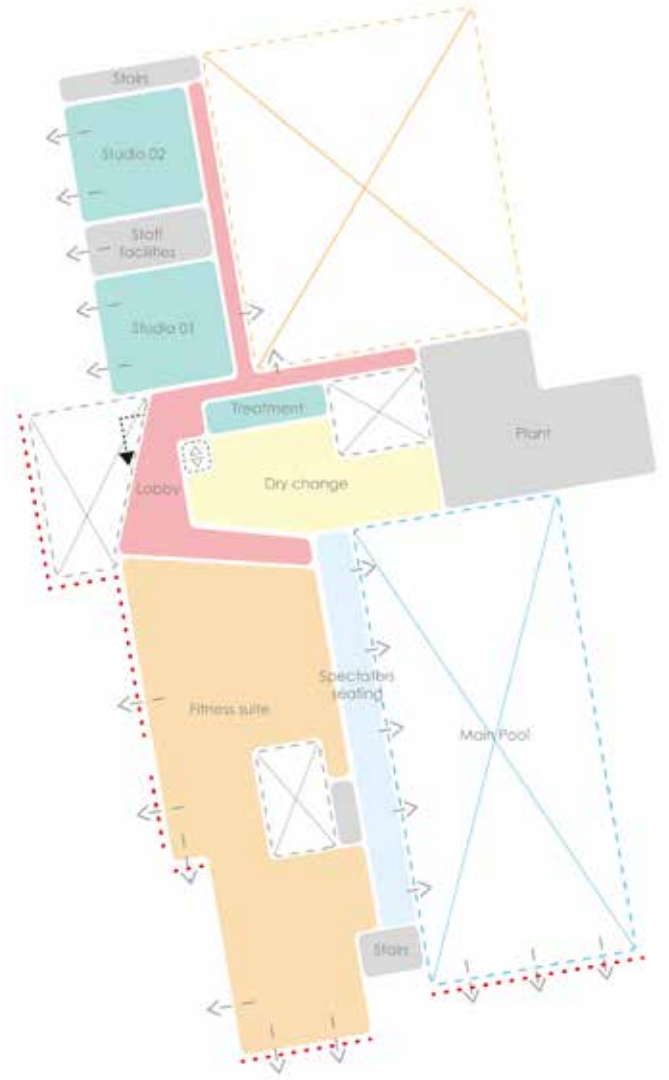 Stairs
Studio 02
Staff
facilities
Studio 01
Treatment
Plant
Lobby
Dry change
Spectators
seating
Fitness suite
Main Pool
Stairs